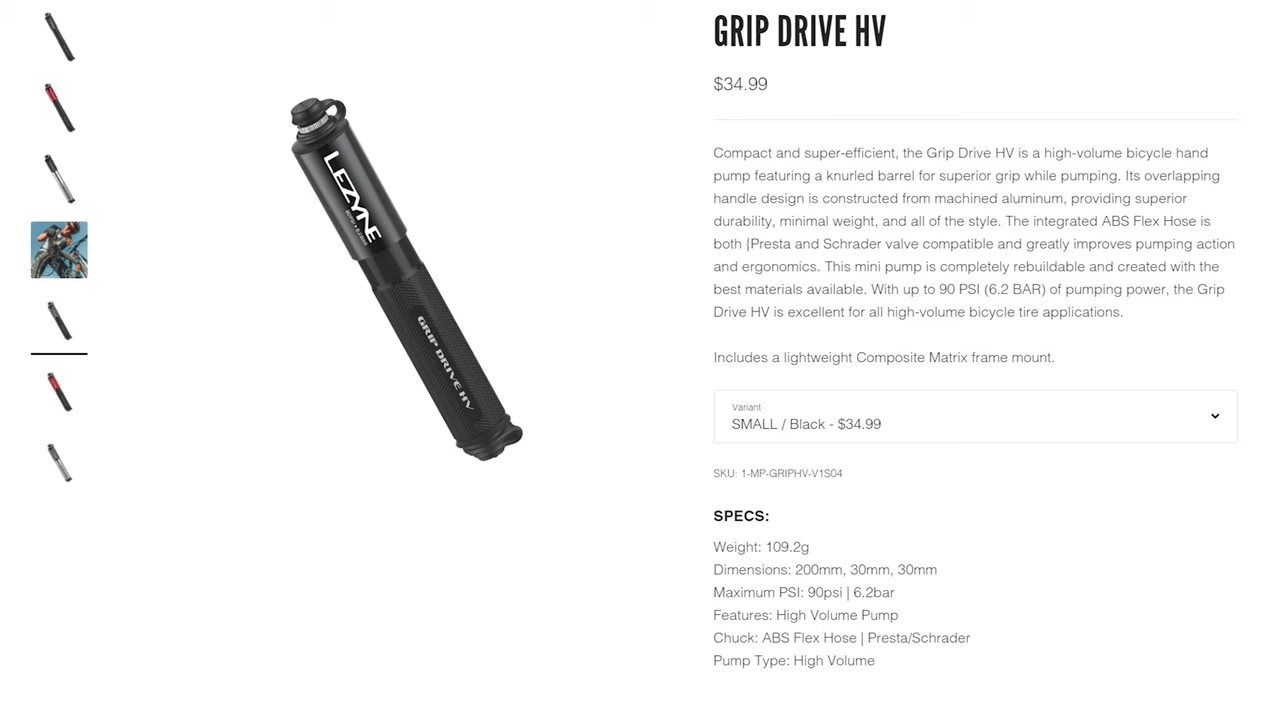 GRIP DRIVE HV
$34.99
Compact and super-efficient, the Grip Drive HV is a high-volume bicycle hand
pump featuring a knurled barrel for superior grip while pumping. Its overlapping
handle design is constructed from machined aluminum, providing superior
durability, minimal weight, and all of the style. The integrated ABS Flex Hose is
both [Presta and Schrader valve compatible and greatly improves pumping action
and ergonomics. This mini pump is completely rebuildable and created with the
best materials available. With up to 90 PSI (6.2 BAR) of pumping power, the Grip
Drive HV is excellent for all high-volume bicycle tire applications.
Includes a lightweight Composite Matrix frame mount.
Variant
SMALL / Black - $34.99
SKU: 1-MP-GRIPHV-V1S04
SPECS:
Weight: 109.2g
Dimensions: 200mm, 30mm, 30mm
Maximum PSI: 90psi | 6.2bar
Features: High Volume Pump
Chuck: ABS Flex Hose | Presta/Schrader
Pump Type: High Volume
LEZYNE
GRIP DRIVE HV